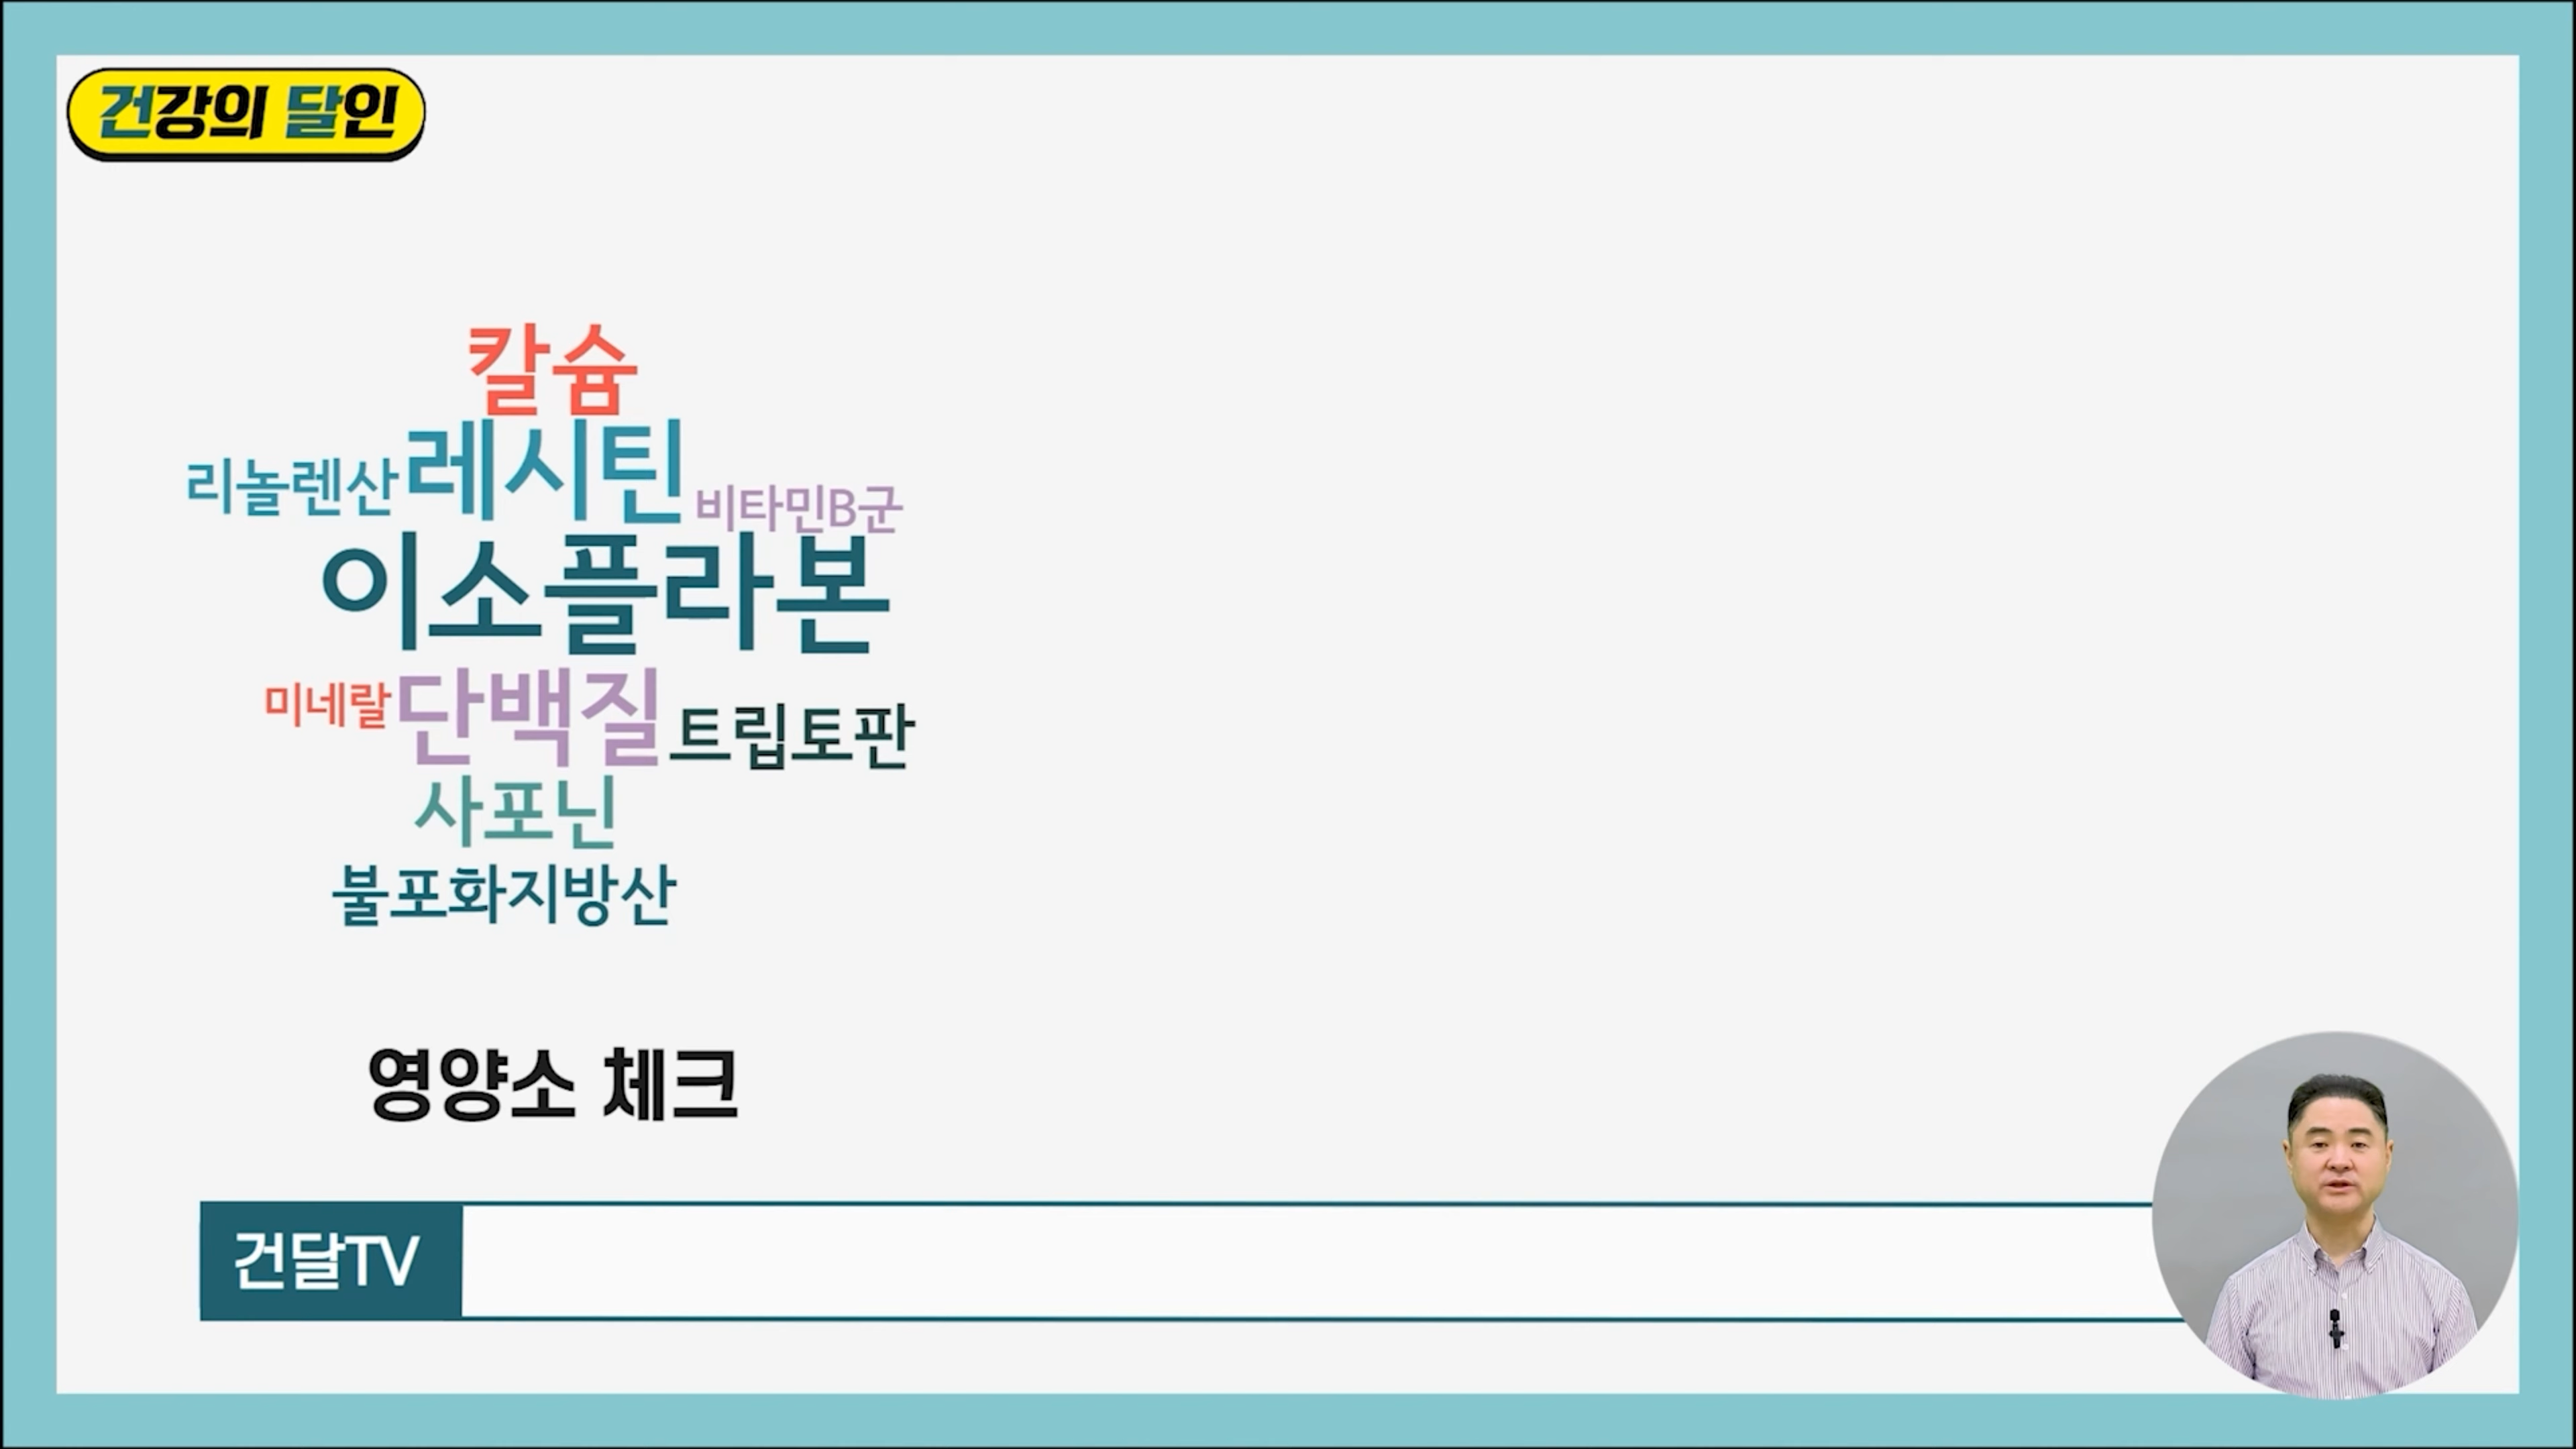 건강의 달인
칼슘
리놀렌산 레시틴 비타민B군
이소플라본
미네랄 단백질 트립토판
사포닌
불포화지방산
영양소 체크
건달TV